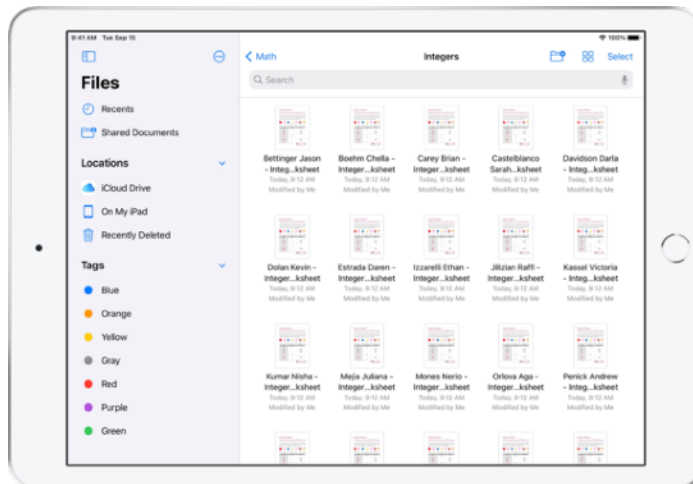 9:41 AM Tue Sep 15
100%
Files
Recents
Shared Documents
Locations
iCloud Drive
On My iPad
Recently Deleted
Tags
Blue
Orange
Yellow
Gray
Red
Purple
Green
Math
Integers
Select
Search
Bettinger Jason
- Integ...ksheet
Today, 9:12 AM
Modified by Me
Boehm Chella -
Integer...ksheet
Today, 9:12 AM
Modified by Me
Carey Brian -
Integer...ksheet
Today, 9:12 AM
Modified by Me
Castelblanco
Sarah...ksheet
Today, 9:12 AM
Modified by Me
Davidson Darla
- Integ...ksheet
Today, 9:12 AM
Modified by Me
Dolan Kevin -
Integer...ksheet
Today, 9:12 AM
Modified by Me
Estrada Daren -
Integer...ksheet
Today, 9:12 AM
Modified by Me
Izzarelli Ethan -
Integer...ksheet
Today, 9:12 AM
Modified by Me
Jillizian Raffi -
Integer...ksheet
Today, 9:12 AM
Modified by Me
Kassel Victoria
- Integ...ksheet
Today, 9:12 AM
Modified by Me
Kumar Nisha -
Integer...ksheet
Today, 9:12 AM
Modified by Me
Mejia Juliana -
Integer...ksheet
Today, 9:12 AM
Modified by Me
Mones Nerio -
Integer...ksheet
Today, 9:12 AM
Modified by Me
Orlova Aga -
Integer...ksheet
Today, 9:12 AM
Modified by Me
Penick Andrew
- Integ...ksheet
Today, 9:12 AM
Modified by Me